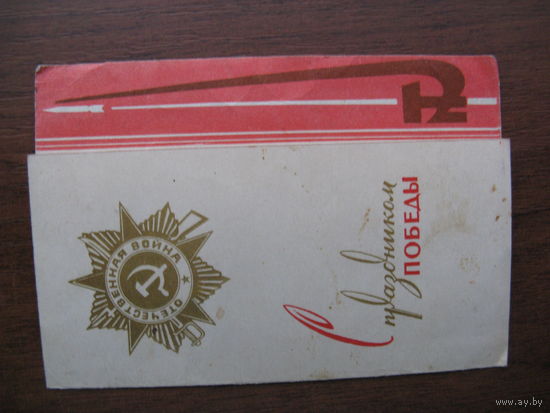 С праздником
ПОБЕДЫ
ОТЕЧЕСТВЕННАЯ ВОЙНА
www.ay.by